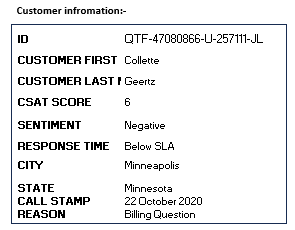 Customer infromation:-
ID QTF-47080866-U-257111-JL
CUSTOMER FIRST Collette
CUSTOMER LAST Geertz
CSAT SCORE 6
SENTIMENT Negative
RESPONSE TIME Below SLA
CITY Minneapolis
STATE Minnesota
CALL STAMP 22 October 2020
REASON Billing Question